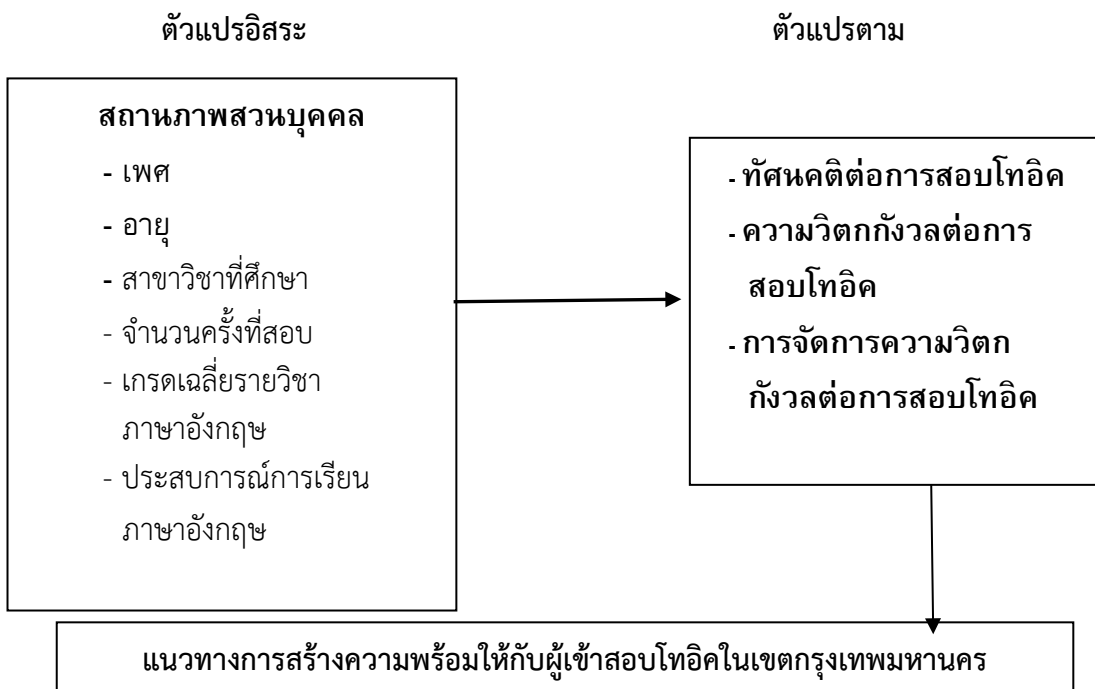 ตัวแปรอิสระ
ตัวแปรตาม
สถานภาพสวนบุคคล
- เพศ
- อายุ
- สาขาวิชาที่ศึกษา
- จำนวนครั้งที่สอบ
- เกรดเฉลี่ยรายวิชา
ภาษาอังกฤษ
- ประสบการณ์การเรียน
ภาษาอังกฤษ
- ทัศนคติต่อการสอบโทอิค
- ความวิตกกังวลต่อการ
สอบโทอิค
- การจัดการความวิตก
กังวลต่อการสอบโทอิค
แนวทางการสร้างความพร้อมให้กับผู้เข้าสอบโทอิคในเขตกรุงเทพมหานคร